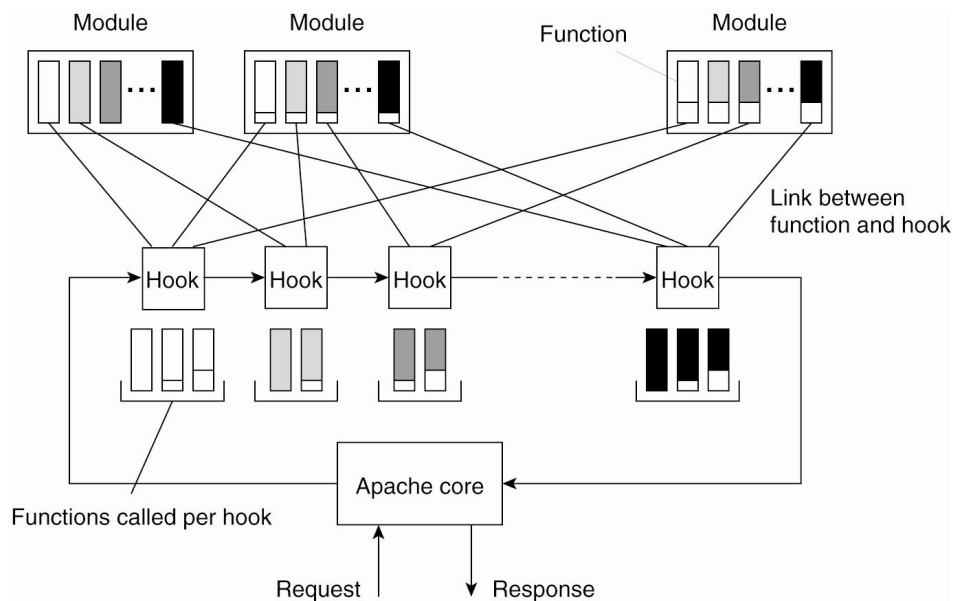 Module
Module
Module
Function
...
...
...
Link between
function and hook
Hook
Hook
Hook
Hook
Apache core
Functions called per hook
Request
Response